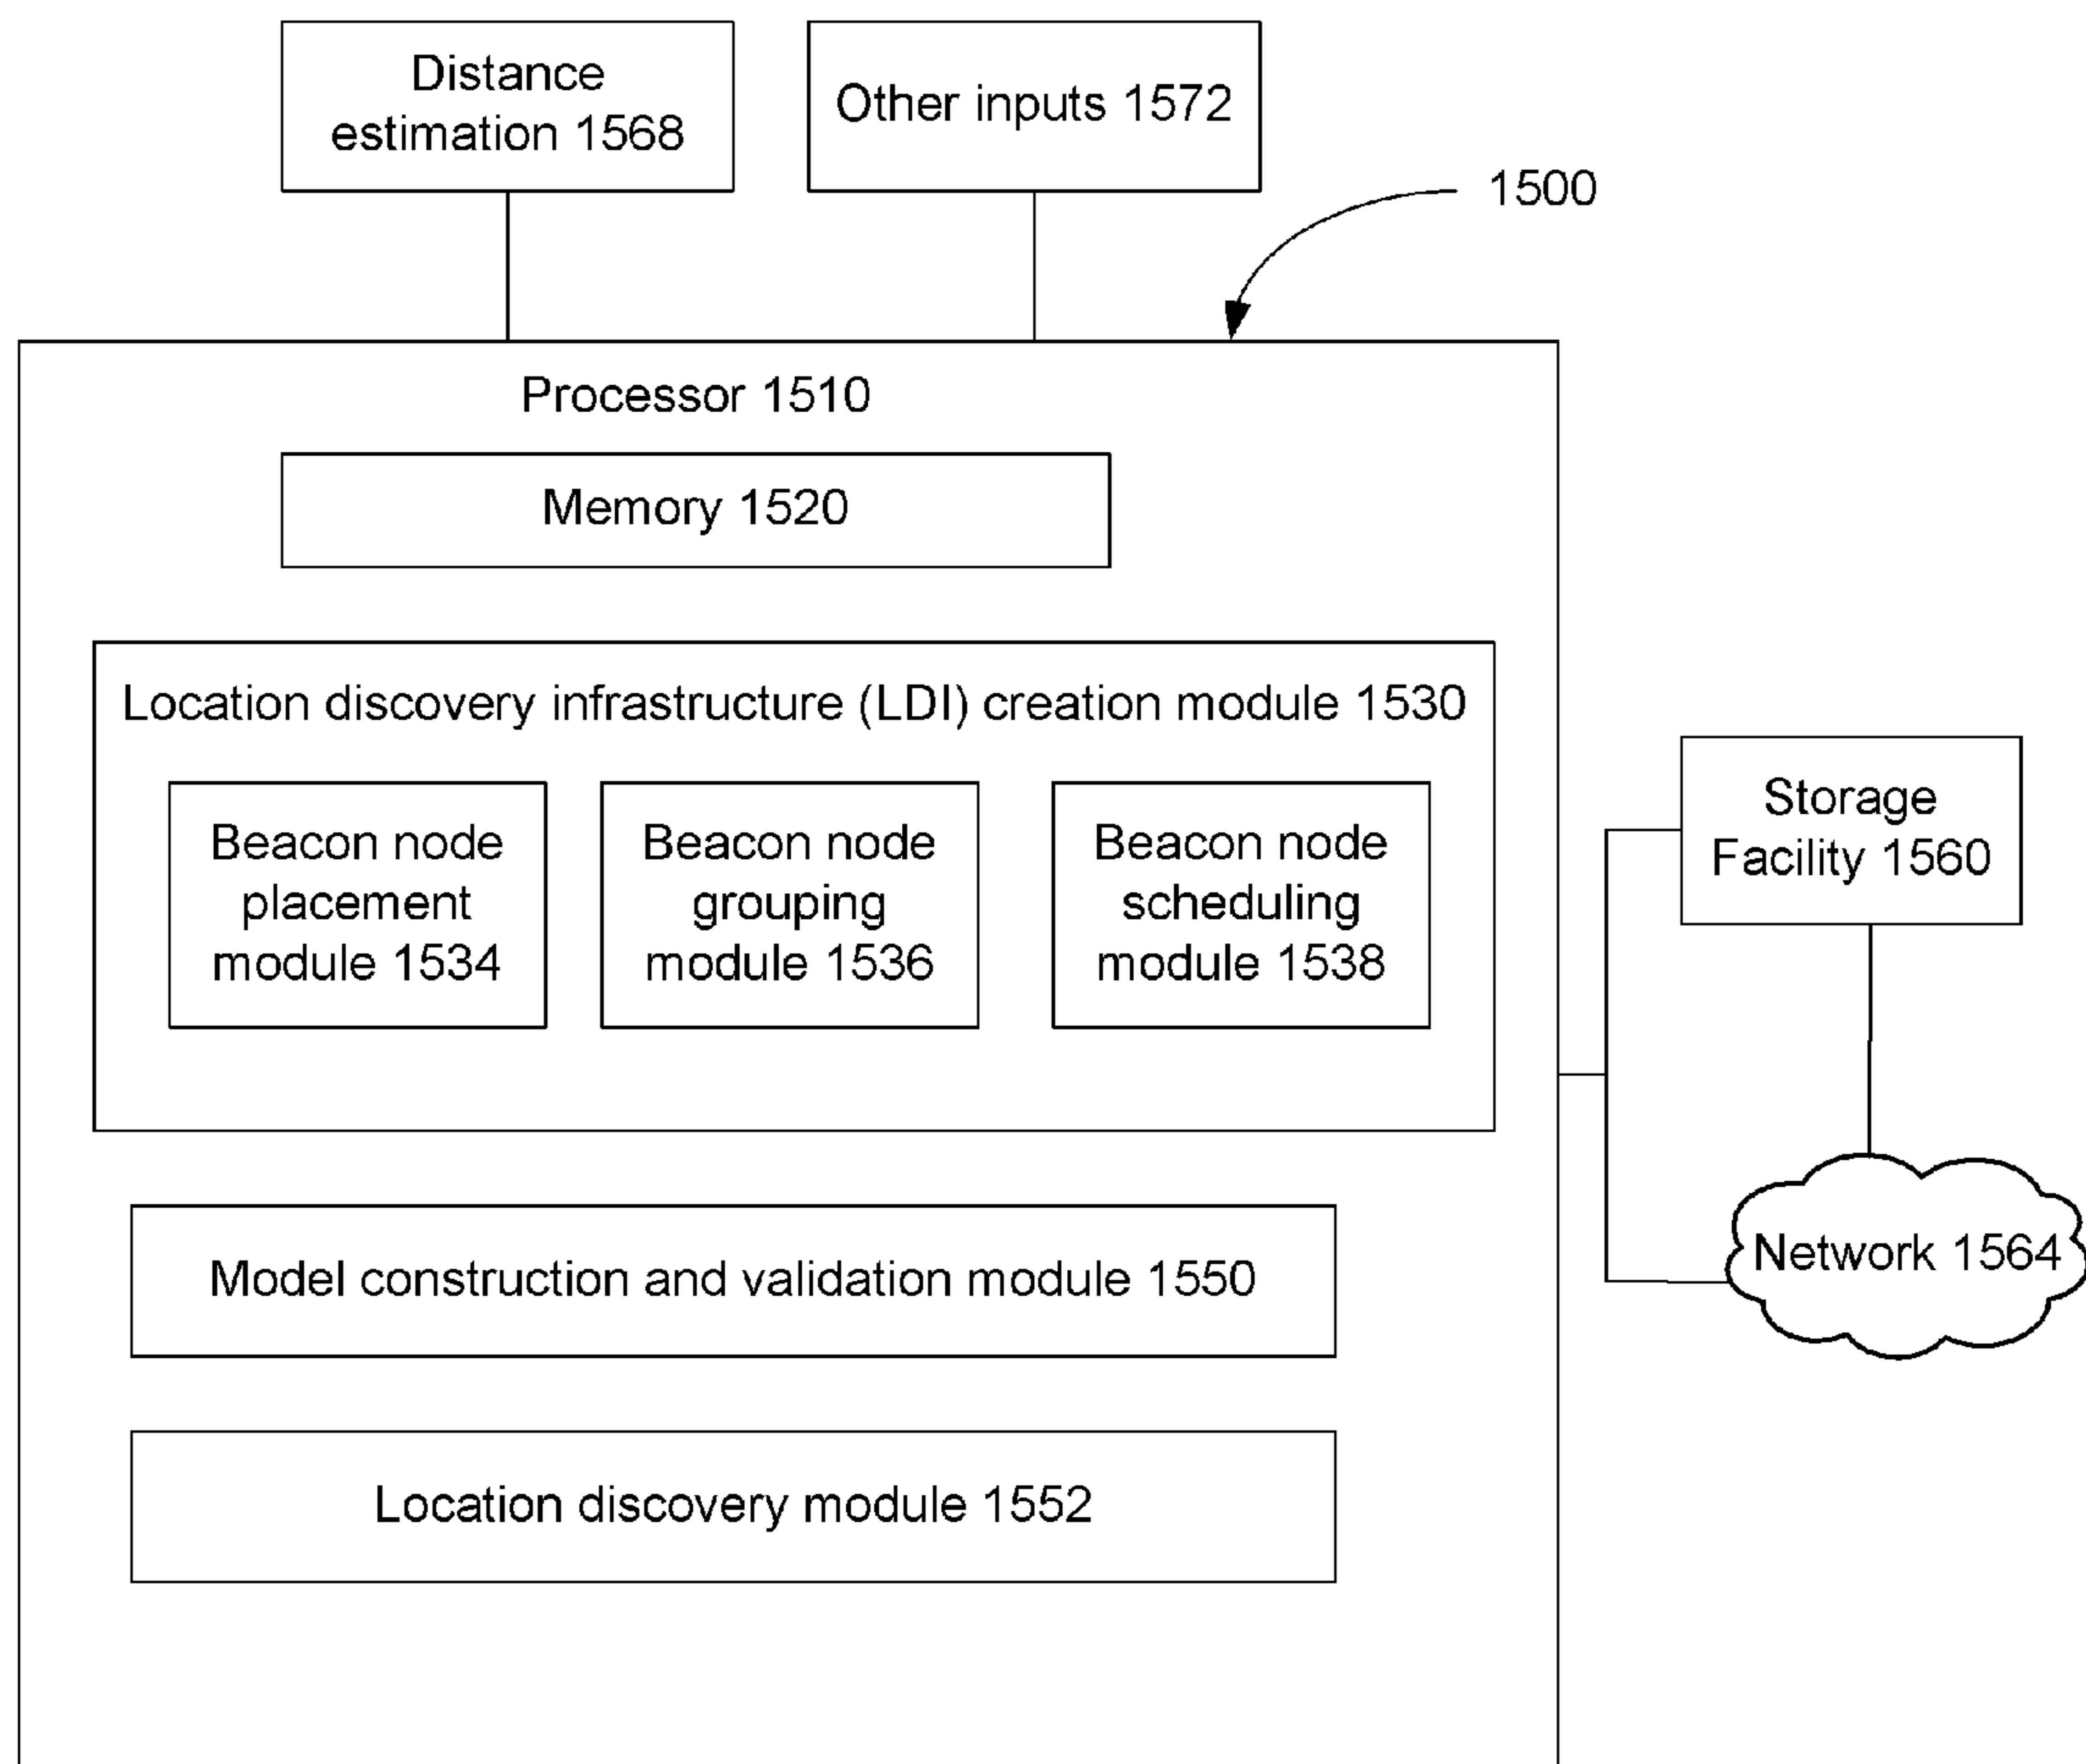 Distance
estimation 1568
Other inputs 1572
1500
Processor 1510
Memory 1520
Location discovery infrastructure (LDI) creation module 1530
Beacon node
placement
module 1534
Beacon node
grouping
module 1536
Beacon node
scheduling
module 1538
Storage
Facility 1560
Network 1564
Model construction and validation module 1550
Location discovery module 1552